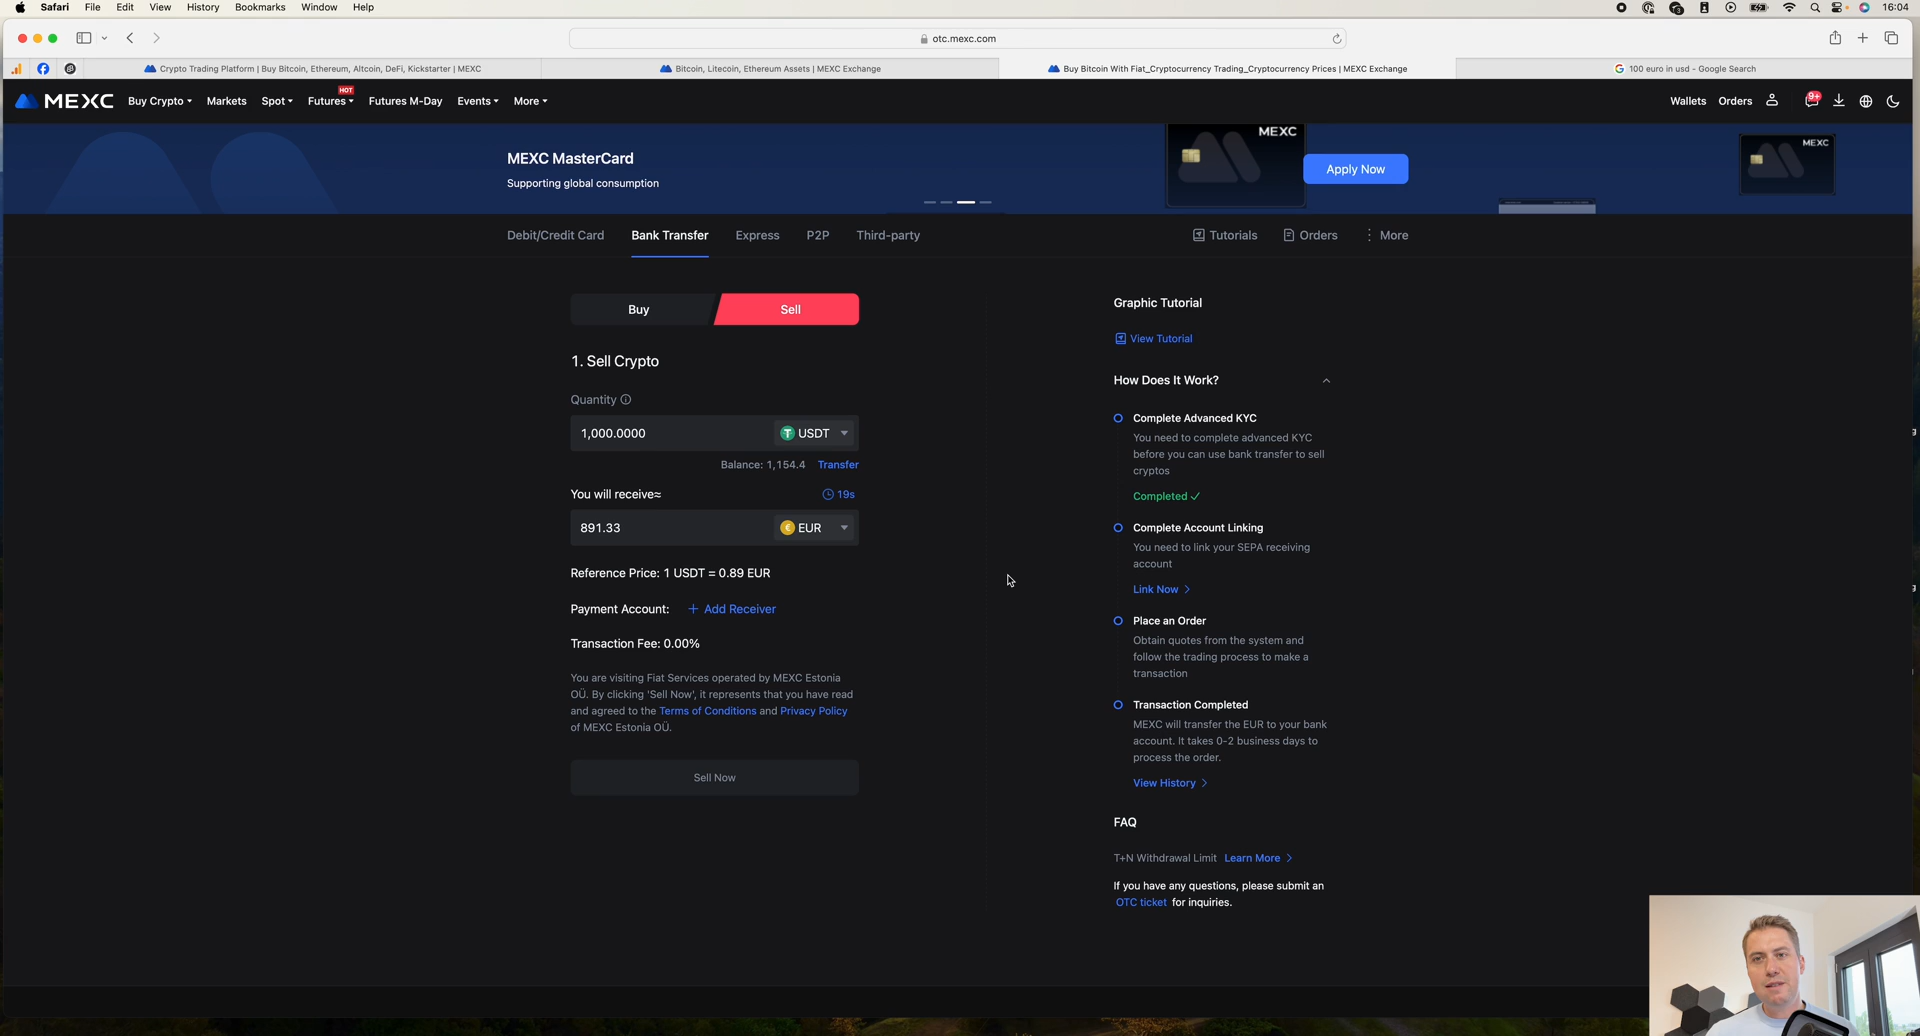 Safari File Edit View History Bookmarks Window Help 16:04
otc.mexc.com
Crypto Trading Platform | Buy Bitcoin, Ethereum, Altcoin, DeFi, Kickstarter | MEXC
Bitcoin, Litecoin, Ethereum Assets | MEXC Exchange
Buy Bitcoin With Fiat_Cryptocurrency Trading_Cryptocurrency Prices | MEXC Exchange
100 euro in usd - Google Search
MEXC Buy Crypto Markets Spot Futures HOT Futures M-Day Events More Wallets Orders 9+
MEXC MasterCard
Supporting global consumption
MEXC
Apply Now
MEXC
Debit/Credit Card Bank Transfer Express P2P Third-party Tutorials Orders More
Buy Sell
1. Sell Crypto
Quantity
1,000.0000 USDT
Balance: 1,154.4 Transfer
You will receive≈ 19s
891.33 EUR
Reference Price: 1 USDT = 0.89 EUR
Payment Account: + Add Receiver
Transaction Fee: 0.00%
You are visiting Fiat Services operated by MEXC Estonia
OÜ. By clicking 'Sell Now', it represents that you have read
and agreed to the Terms of Conditions and Privacy Policy
of MEXC Estonia OÜ.
Sell Now
Graphic Tutorial
View Tutorial
How Does It Work?
Complete Advanced KYC
You need to complete advanced KYC
before you can use bank transfer to sell
cryptos
Completed ✓
Complete Account Linking
You need to link your SEPA receiving
account
Link Now >
Place an Order
Obtain quotes from the system and
follow the trading process to make a
transaction
Transaction Completed
MEXC will transfer the EUR to your bank
account. It takes 0-2 business days to
process the order.
View History >
FAQ
T+N Withdrawal Limit Learn More >
If you have any questions, please submit an
OTC ticket for inquiries.